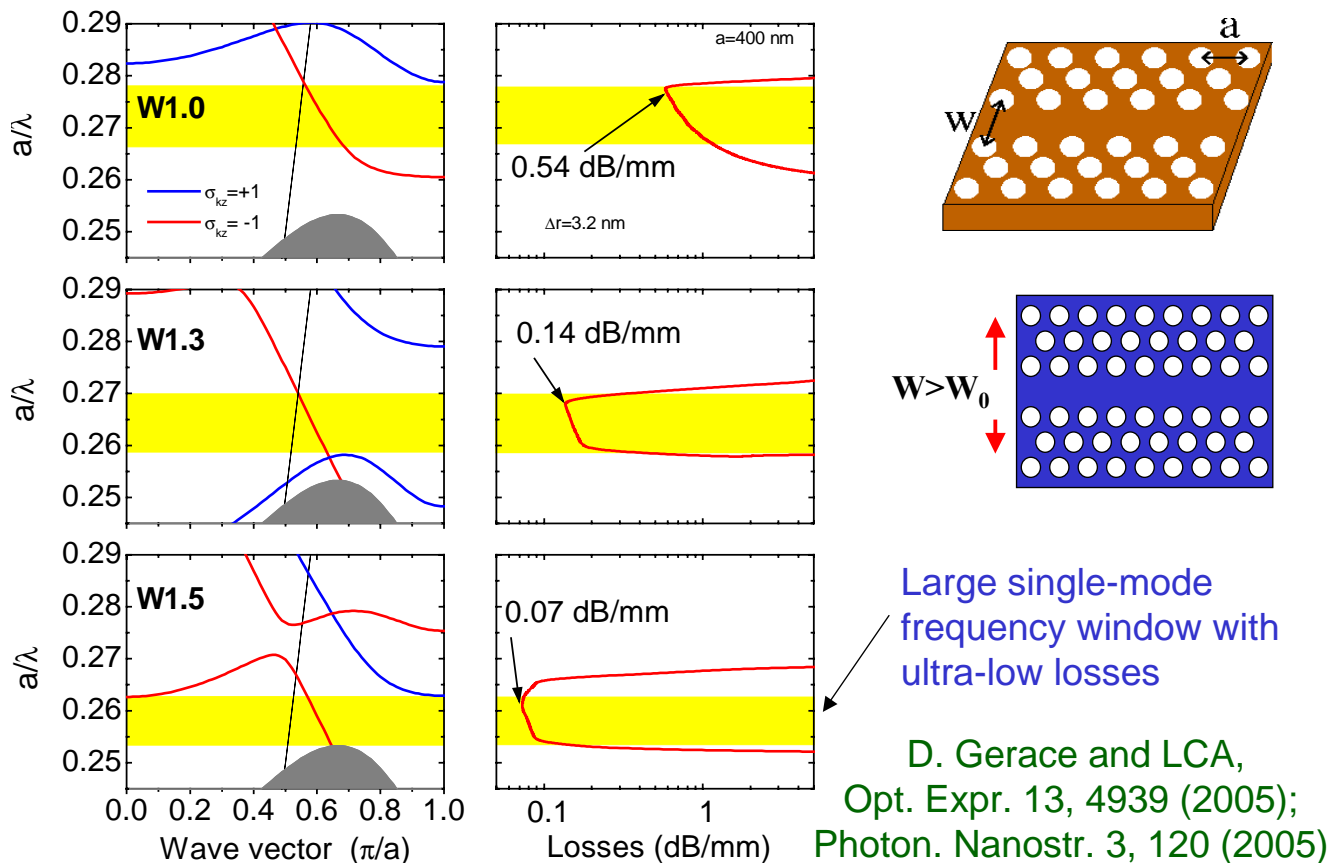 0.29
0.28
0.27
0.26
0.25
a/λ
W1.0
σkz=+1
σkz= -1
a=400 nm
0.54 dB/mm
Δr=3.2 nm
a
w
0.29
0.28
0.27
0.26
0.25
a/λ
W1.3
0.14 dB/mm
W>W0
0.29
0.28
0.27
0.26
0.25
a/λ
W1.5
0.07 dB/mm
0.0 0.2 0.4 0.6 0.8 1.0
Wave vector (π/a)
0.1 1
Losses (dB/mm)
Large single-mode
frequency window with
ultra-low losses
D. Gerace and LCA,
Opt. Expr. 13, 4939 (2005);
Photon. Nanostr. 3, 120 (2005)